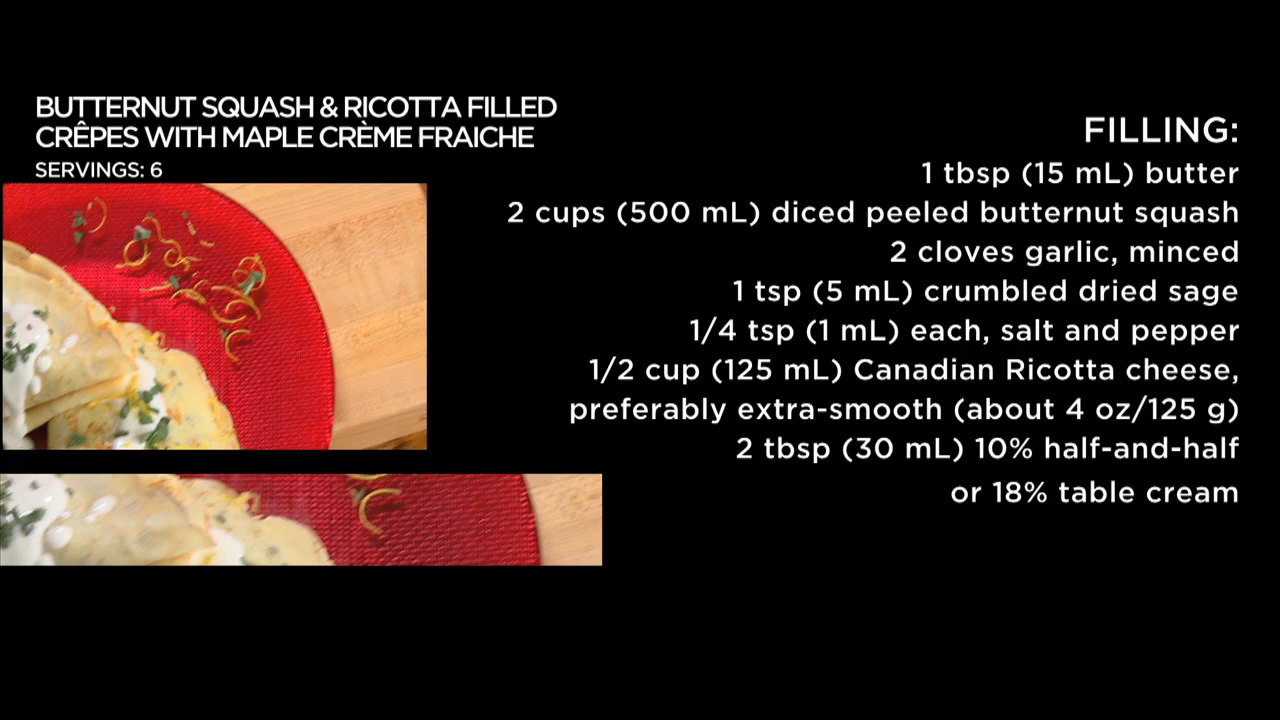 BUTTERNUT SQUASH & RICOTTA FILLED
CRÊPES WITH MAPLE CRÈME FRAICHE
SERVINGS: 6
FILLING:
1 tbsp (15 mL) butter
2 cups (500 mL) diced peeled butternut squash
2 cloves garlic, minced
1 tsp (5 mL) crumbled dried sage
1/4 tsp (1 mL) each, salt and pepper
1/2 cup (125 mL) Canadian Ricotta cheese,
preferably extra-smooth (about 4 oz/125 g)
2 tbsp (30 mL) 10% half-and-half
or 18% table cream